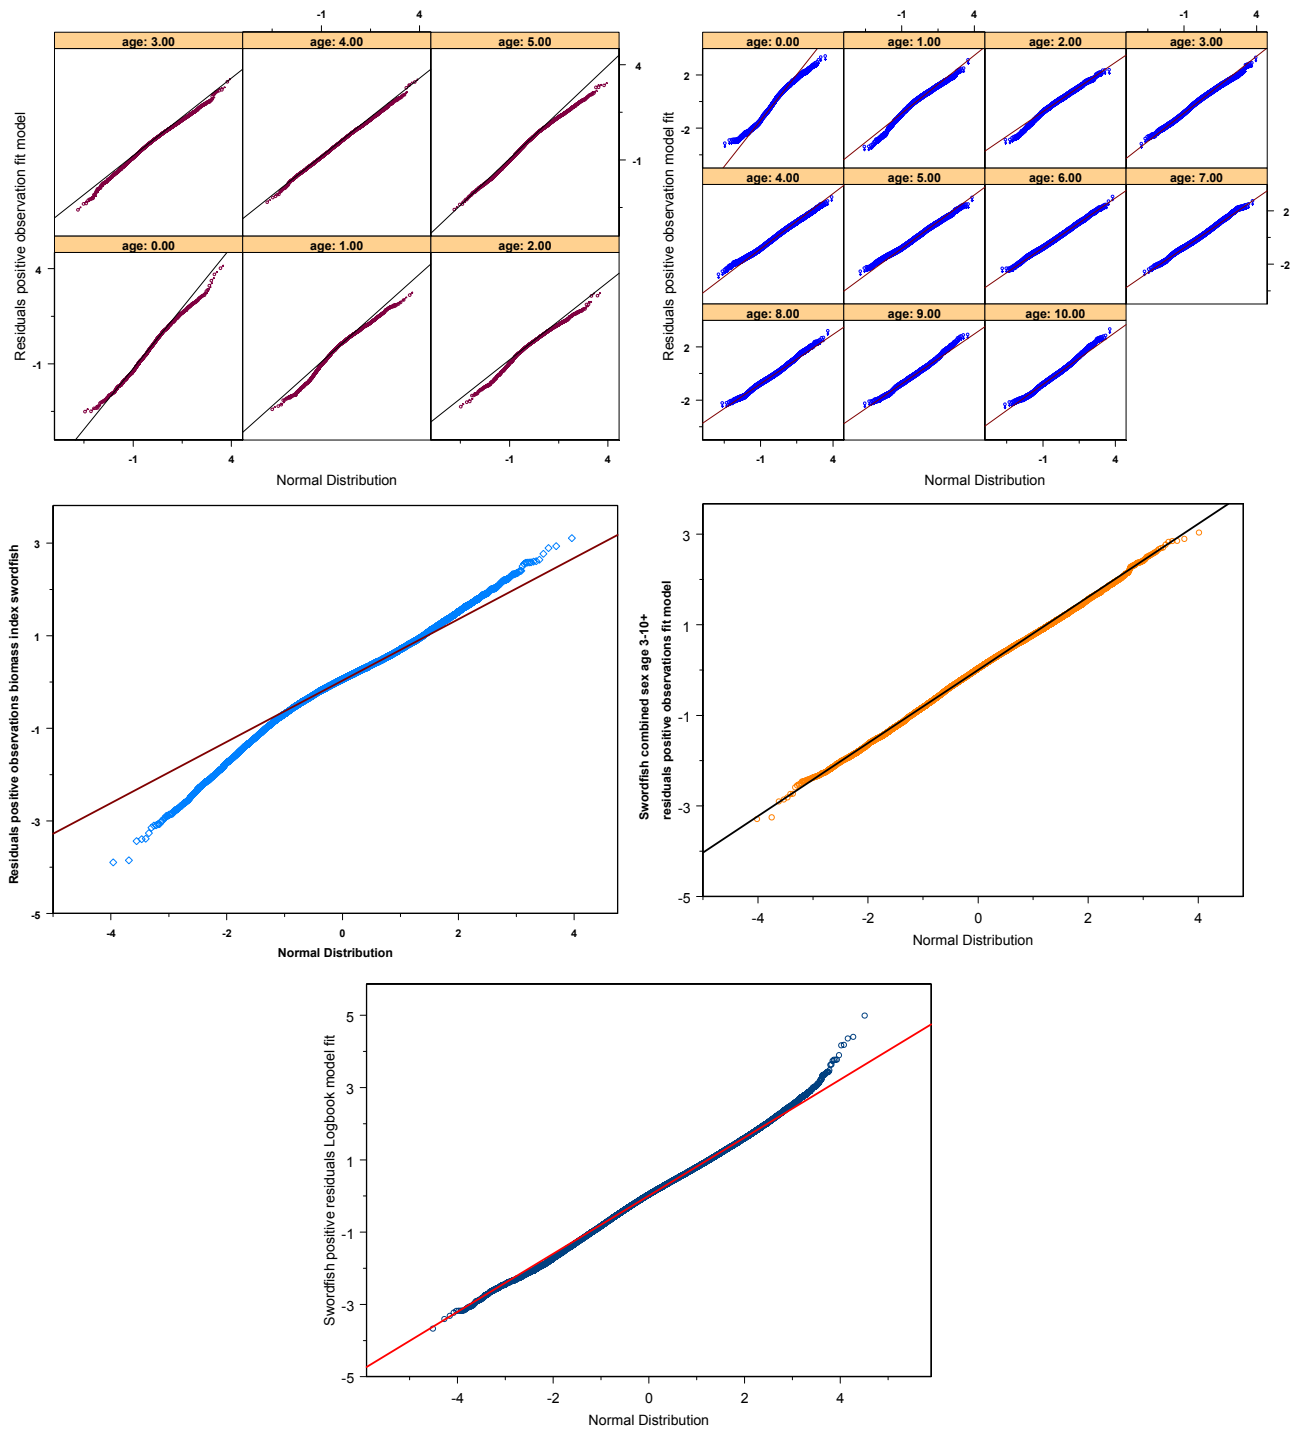 -1 4
age: 3.00 age: 4.00 age: 5.00
4
-1
age: 0.00 age: 1.00 age: 2.00
4
-1
-1 4 -1 4
Residuals positive observation fit model
Normal Distribution
-1 4 -1 4
age: 0.00 age: 1.00 age: 2.00 age: 3.00
2
-2
age: 4.00 age: 5.00 age: 6.00 age: 7.00
2
-2
age: 8.00 age: 9.00 age: 10.00
2
-2
-1 4 -1 4
Residuals positive observation model fit
Normal Distribution
Residuals positive observations biomass index swordfish
3
1
-1
-3
-5
-4 -2 0 2 4
Normal Distribution
Swordfish combined sex age 3-10+
residuals positive observations fit model
3
1
-1
-3
-5
-4 -2 0 2 4
Normal Distribution
Swordfish positive residuals Logbook model fit
5
3
1
-1
-3
-5
-4 -2 0 2 4
Normal Distribution